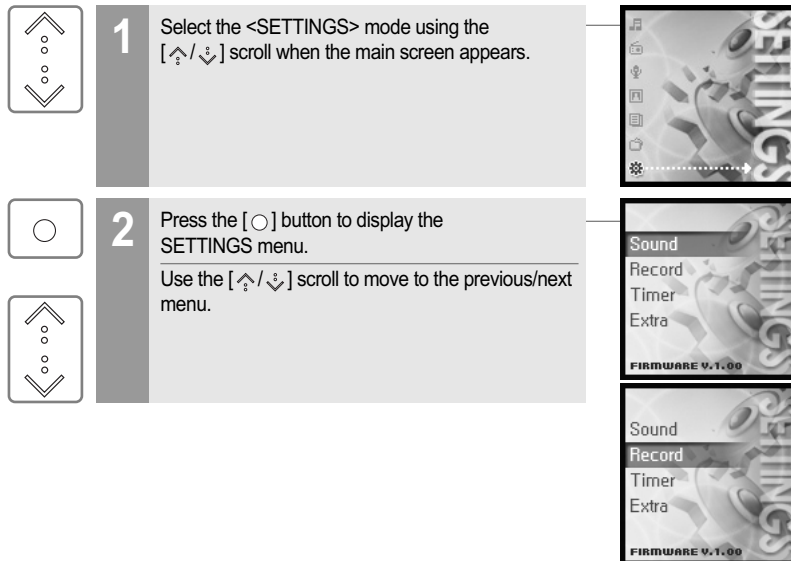 1
Select the <SETTINGS> mode using the
[ / ] scroll when the main screen appears.
SETTINGS
2
Press the [ ] button to display the
SETTINGS menu.
Use the [ / ] scroll to move to the previous/next
menu.
Sound
Record
Timer
Extra
FIRMWARE V.1.00
SETTINGS
Sound
Record
Timer
Extra
FIRMWARE V.1.00
SETTINGS